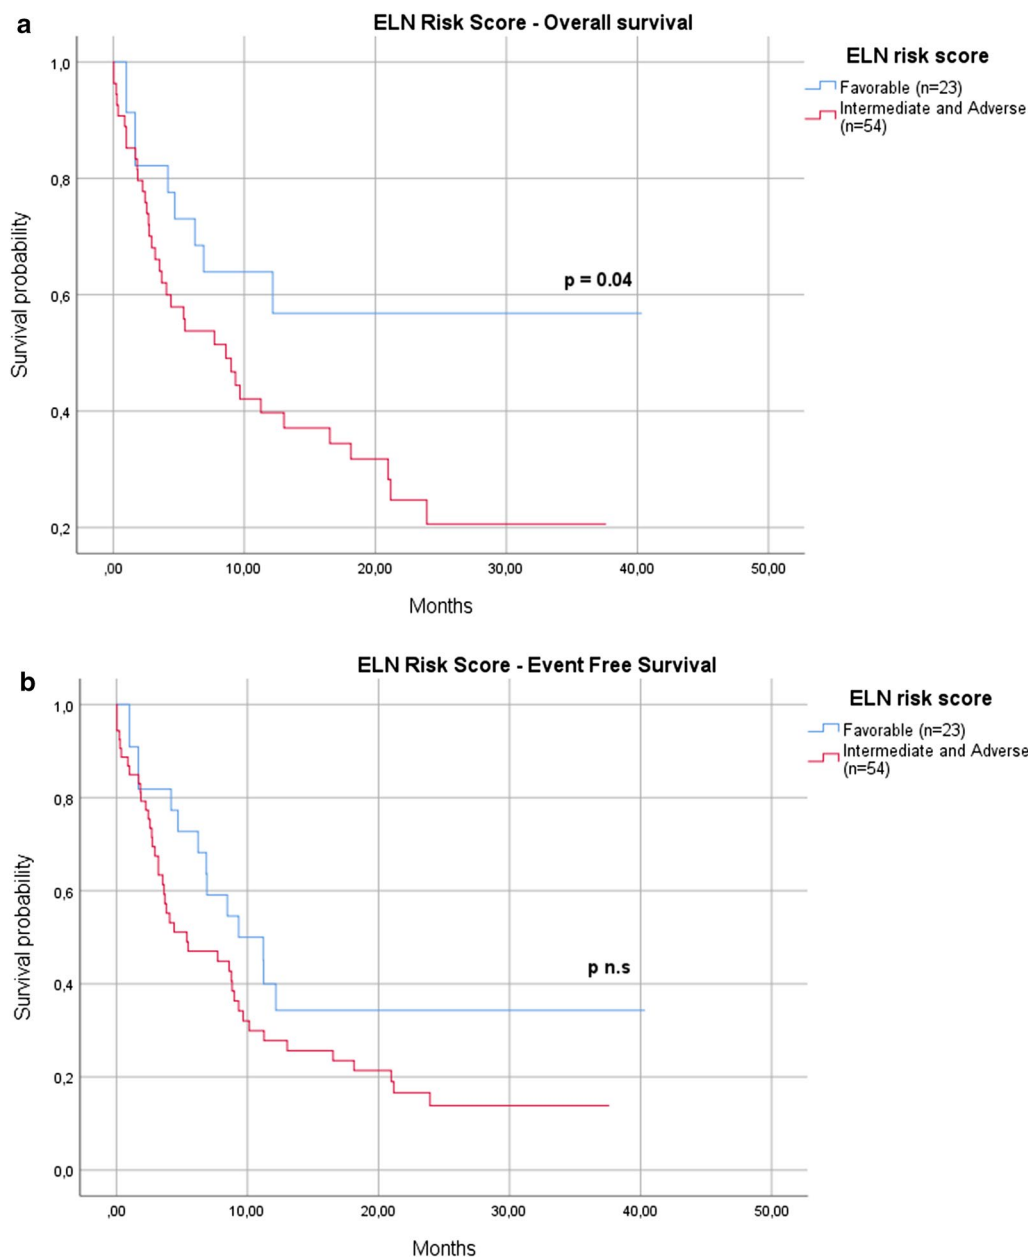 a
ELN Risk Score - Overall survival
ELN risk score
Favorable (n=23)
Intermediate and Adverse
(n=54)
1,0
0,8
0,6
0,4
0,2
Survival probability
p = 0.04
,00
10,00
20,00
30,00
40,00
50,00
Months
b
ELN Risk Score - Event Free Survival
ELN risk score
Favorable (n=23)
Intermediate and Adverse
(n=54)
1,0
0,8
0,6
0,4
0,2
0,0
Survival probability
p n.s
,00
10,00
20,00
30,00
40,00
50,00
Months